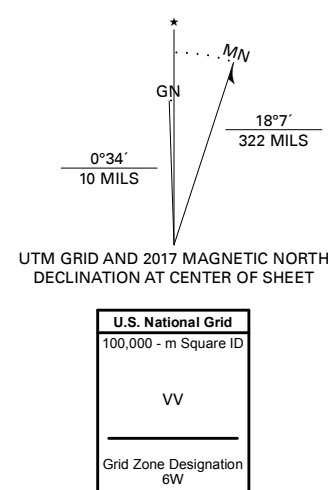 ★
MN
GN
18°7´
322 MILS
0°34´
10 MILS
UTM GRID AND 2017 MAGNETIC NORTH
DECLINATION AT CENTER OF SHEET
U.S. National Grid
100,000 - m Square ID
VV
Grid Zone Designation
6W